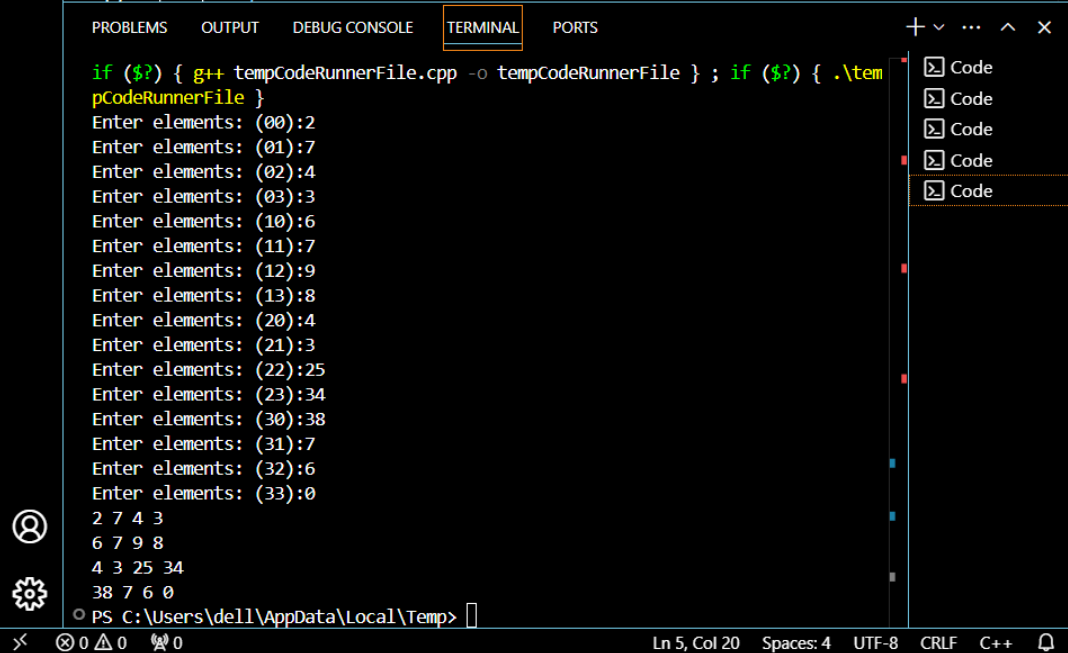 PROBLEMS OUTPUT DEBUG CONSOLE TERMINAL PORTS
if ($?) { g++ tempCodeRunnerFile.cpp -o tempCodeRunnerFile } ; if ($?) { .\tem
pCodeRunnerFile }
Enter elements: (00):2
Enter elements: (01):7
Enter elements: (02):4
Enter elements: (03):3
Enter elements: (10):6
Enter elements: (11):7
Enter elements: (12):9
Enter elements: (13):8
Enter elements: (20):4
Enter elements: (21):3
Enter elements: (22):25
Enter elements: (23):34
Enter elements: (30):38
Enter elements: (31):7
Enter elements: (32):6
Enter elements: (33):0
2 7 4 3
6 7 9 8
4 3 25 34
38 7 6 0
PS C:\Users\dell\AppData\Local\Temp>
Code
Code
Code
Code
Code
0 0 0 Ln 5, Col 20 Spaces: 4 UTF-8 CRLF C++